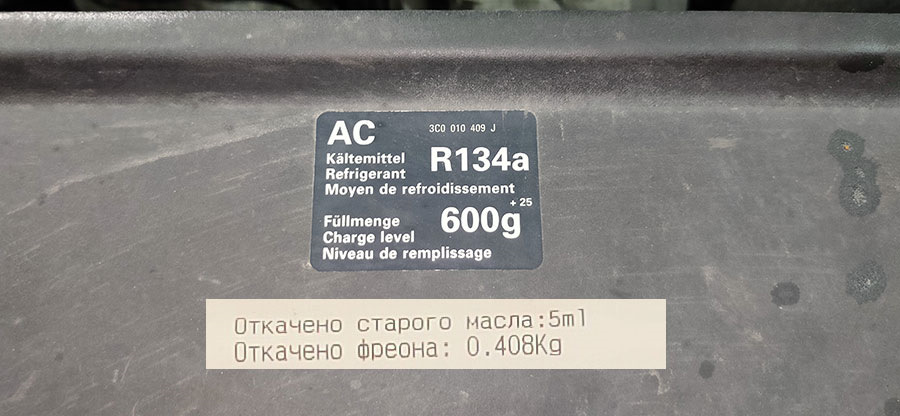 AC 3C0 010 409 J
Kältemittel R134a
Refrigerant
Moyen de refroidissement
Füllmenge 600g +25
Charge level
Niveau de remplissage
Откачено старого масла:5ml
Откачено фреона: 0.408Kg